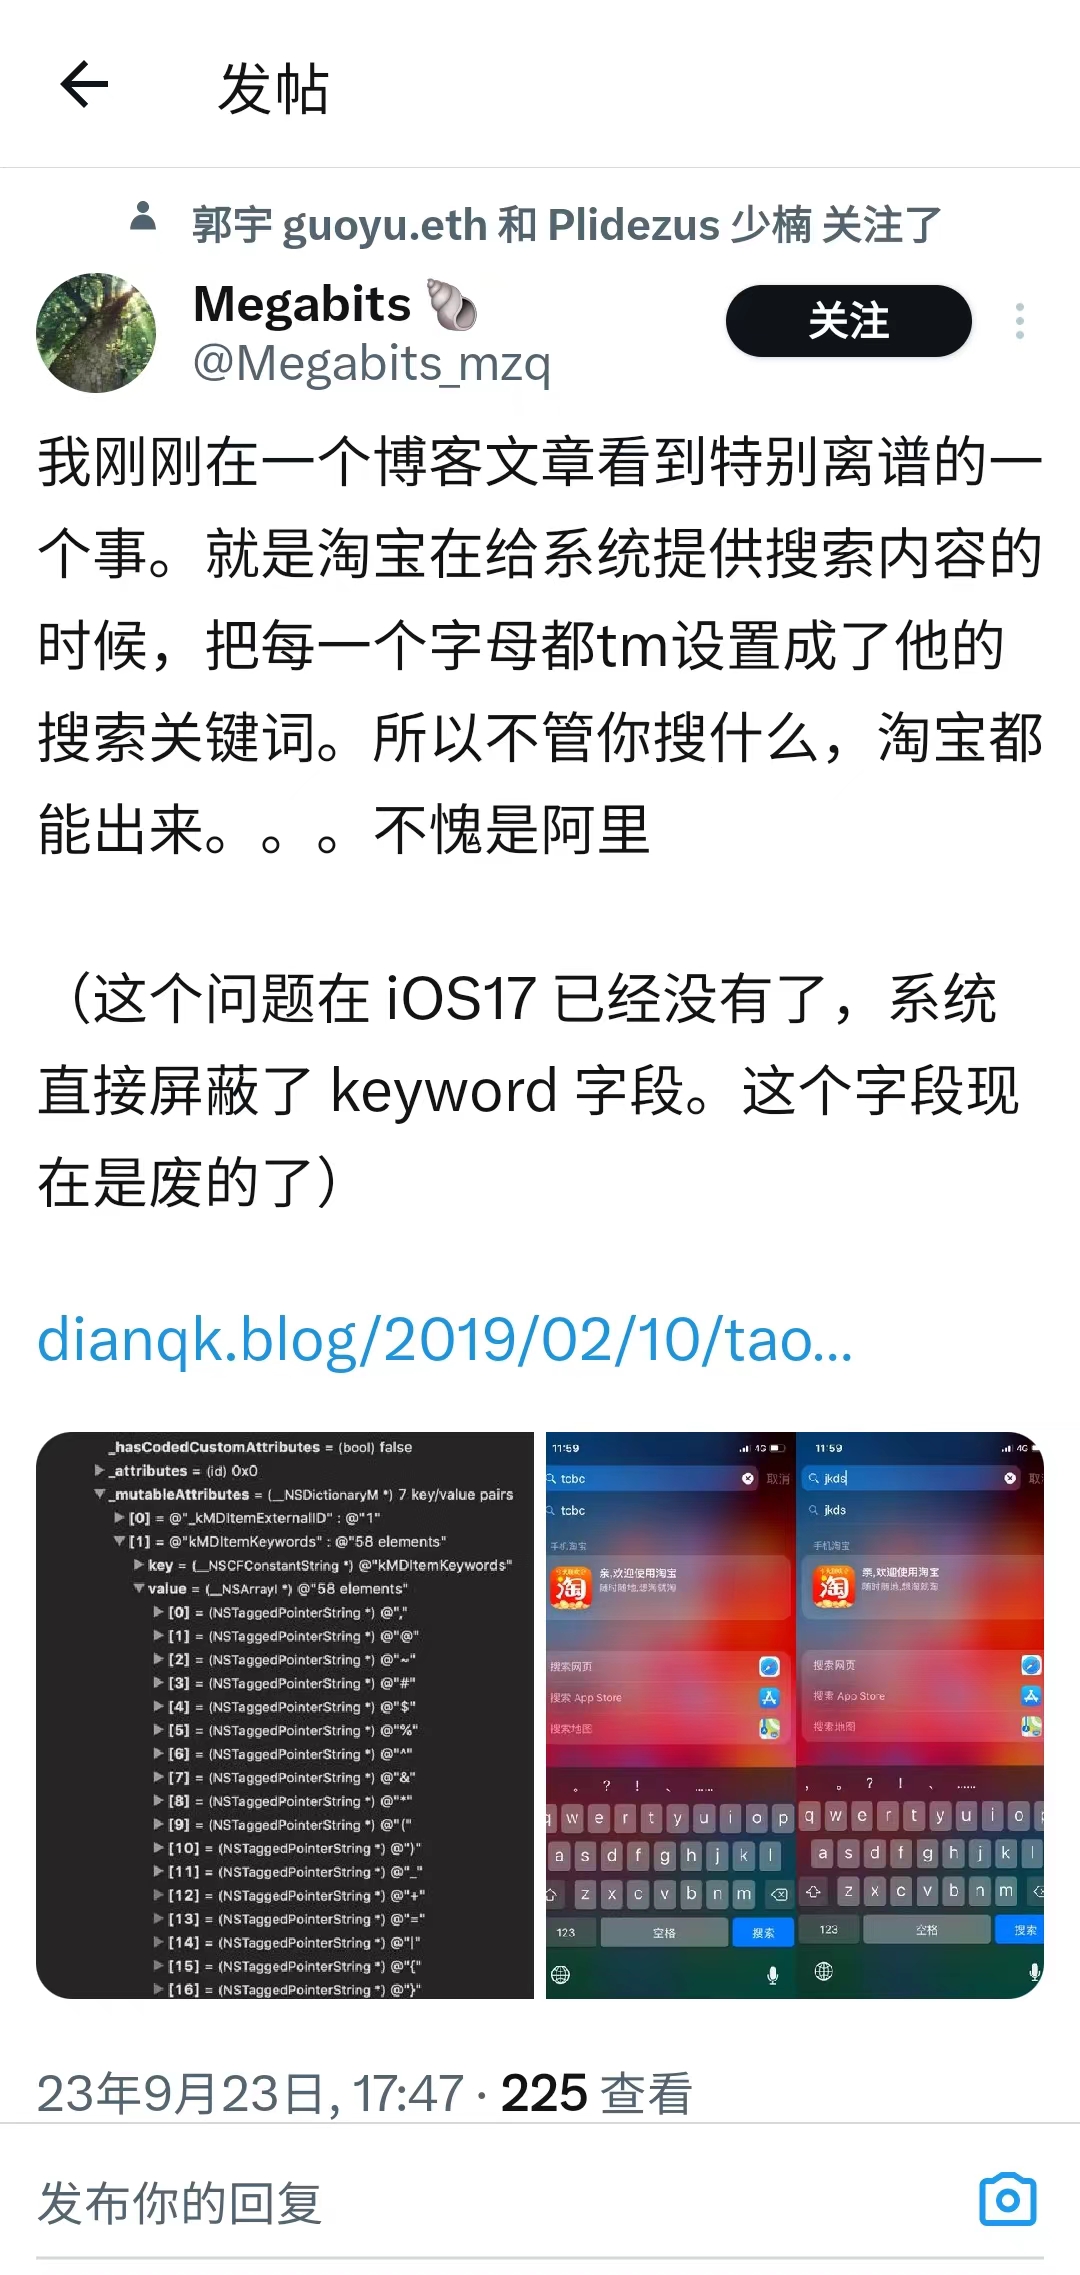 发帖
郭宇 guoyu.eth 和 Plidezus 少楠 关注了
Megabits
@Megabits_mzq
关注
我刚刚在一个博客文章看到特别离谱的一
个事。就是淘宝在给系统提供搜索内容的
时候，把每一个字母都tm设置成了他的
搜索关键词。所以不管你搜什么，淘宝都
能出来。。。不愧是阿里
（这个问题在 iOS17 已经没有了，系统
直接屏蔽了 keyword 字段。这个字段现
在是废的了）
dianqk.blog/2019/02/10/tao...
_hasCodedCustomAttributes = (bool) false
_attributes = (id) 0x0
_mutableAttributes = (__NSDictionaryM *) 7 key/value pairs
[0] = @"_kMDItemExternalID" : @"1"
[1] = @"kMDItemKeywords" : @"58 elements"
key = (__NSCFConstantString *) @"kMDItemKeywords"
value = (__NSArrayI *) @"58 elements"
[0] = (NSTaggedPointerString *) @","
[1] = (NSTaggedPointerString *) @"@"
[2] = (NSTaggedPointerString *) @"~"
[3] = (NSTaggedPointerString *) @"#"
[4] = (NSTaggedPointerString *) @"$"
[5] = (NSTaggedPointerString *) @"%"
[6] = (NSTaggedPointerString *) @"^"
[7] = (NSTaggedPointerString *) @"&"
[8] = (NSTaggedPointerString *) @"*"
[9] = (NSTaggedPointerString *) @"("
[10] = (NSTaggedPointerString *) @")"
[11] = (NSTaggedPointerString *) @"_"
[12] = (NSTaggedPointerString *) @"+"
[13] = (NSTaggedPointerString *) @"="
[14] = (NSTaggedPointerString *) @"|"
[15] = (NSTaggedPointerString *) @"{"
[16] = (NSTaggedPointerString *) @"}"
11:59 4G
tcbc 取消
tcbc
手机淘宝
淘 亲,欢迎使用淘宝
随时随地,想淘就淘
搜索网页
搜索 App Store
搜索地图
。 ? ! 、 ......
q w e r t y u i o p
a s d f g h j k l
z x c v b n m
123 空格 搜索
11:59 4G
jkds 取
jkds
手机淘宝
淘 亲,欢迎使用淘宝
随时随地,想淘就淘
搜索网页
搜索 App Store
搜索地图
, 。 ? ! 、 ......
q w e r t y u i o p
a s d f g h j k l
z x c v b n m
123 空格 搜索
23年9月23日, 17:47 · 225 查看
发布你的回复